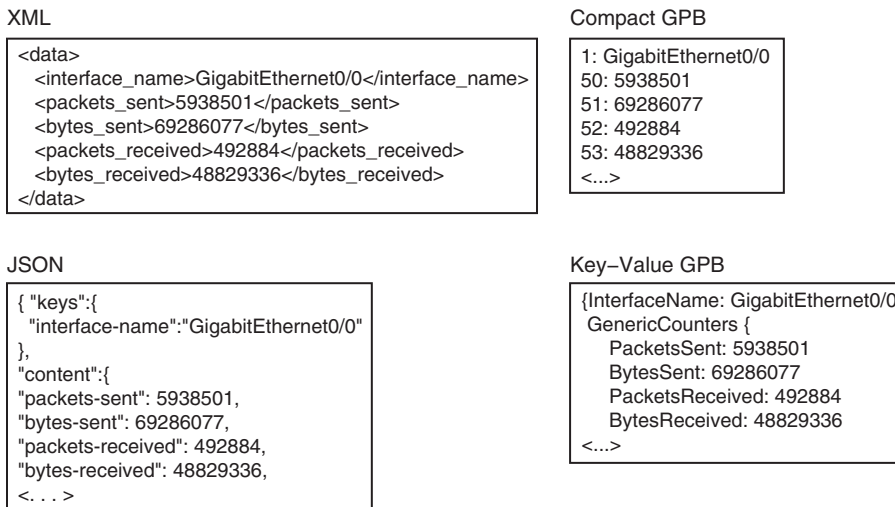 XML
<data>
<interface_name>GigabitEthernet0/0</interface_name>
<packets_sent>5938501</packets_sent>
<bytes_sent>69286077</bytes_sent>
<packets_received>492884</packets_received>
<bytes_received>48829336</bytes_received>
</data>
Compact GPB
1: GigabitEthernet0/0
50: 5938501
51: 69286077
52: 492884
53: 48829336
<...>
JSON
{ "keys":{
"interface-name":"GigabitEthernet0/0"
},
"content":{
"packets-sent": 5938501,
"bytes-sent": 69286077,
"packets-received": 492884,
"bytes-received": 48829336,
<. . . >
Key–Value GPB
{InterfaceName: GigabitEthernet0/0
GenericCounters {
PacketsSent: 5938501
BytesSent: 69286077
PacketsReceived: 492884
BytesReceived: 48829336
<...>